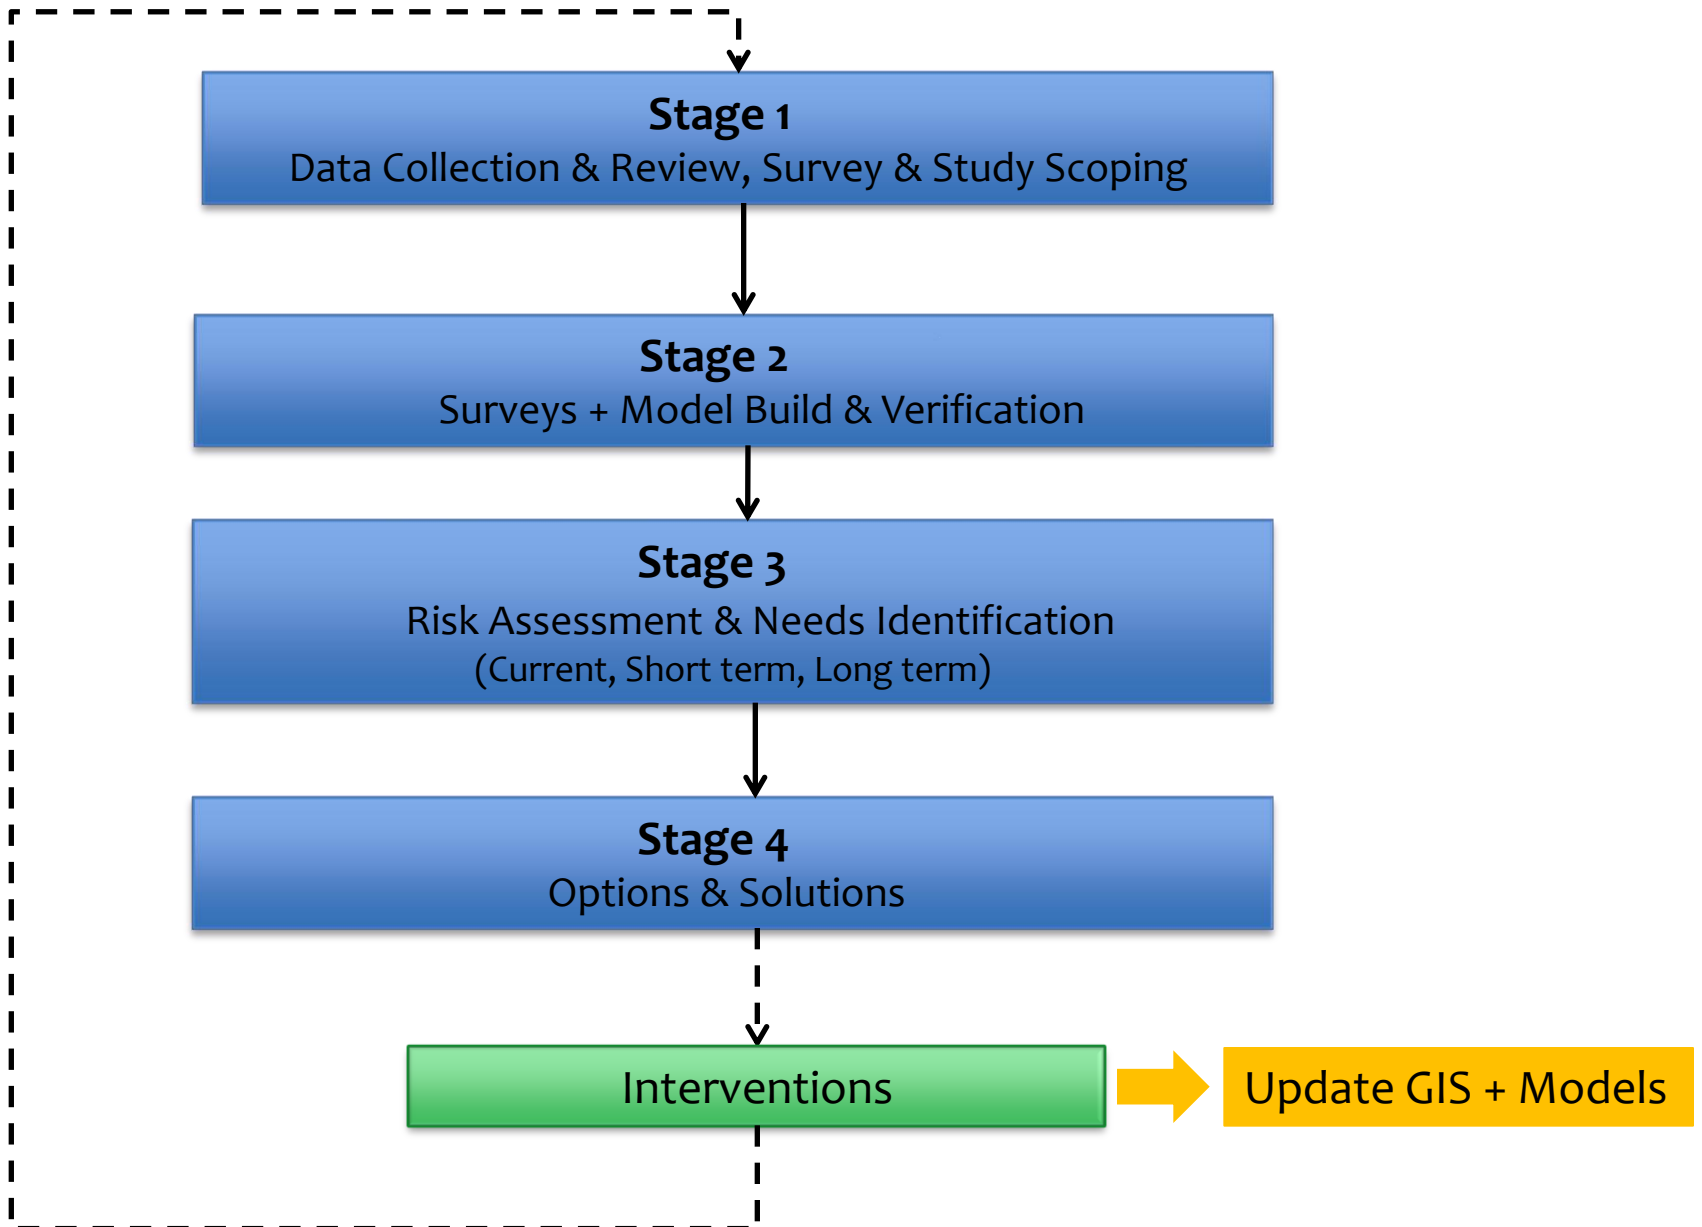 Stage 1
Data Collection & Review, Survey & Study Scoping
Stage 2
Surveys + Model Build & Verification
Stage 3
Risk Assessment & Needs Identification
(Current, Short term, Long term)
Stage 4
Options & Solutions
Interventions
Update GIS + Models